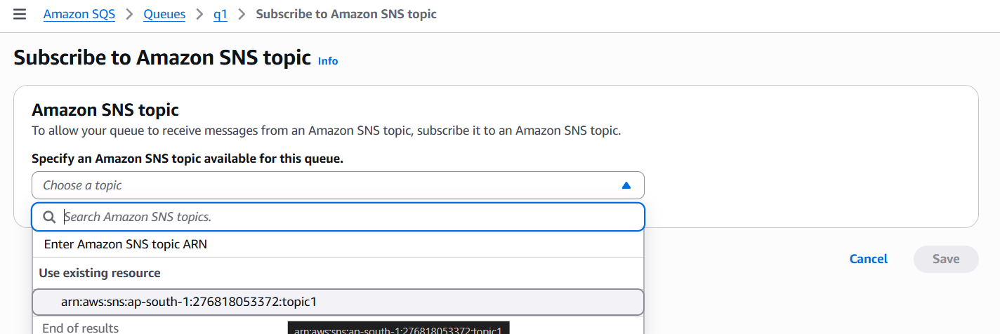 Amazon SQS > Queues > q1 > Subscribe to Amazon SNS topic
Subscribe to Amazon SNS topic Info
Amazon SNS topic
To allow your queue to receive messages from an Amazon SNS topic, subscribe it to an Amazon SNS topic.
Specify an Amazon SNS topic available for this queue.
Choose a topic
Search Amazon SNS topics.
Enter Amazon SNS topic ARN
Cancel Save
Use existing resource
arn:aws:sns:ap-south-1:276818053372:topic1
End of results
arn:aws:sns:ap-south-1:276818053372:topic1